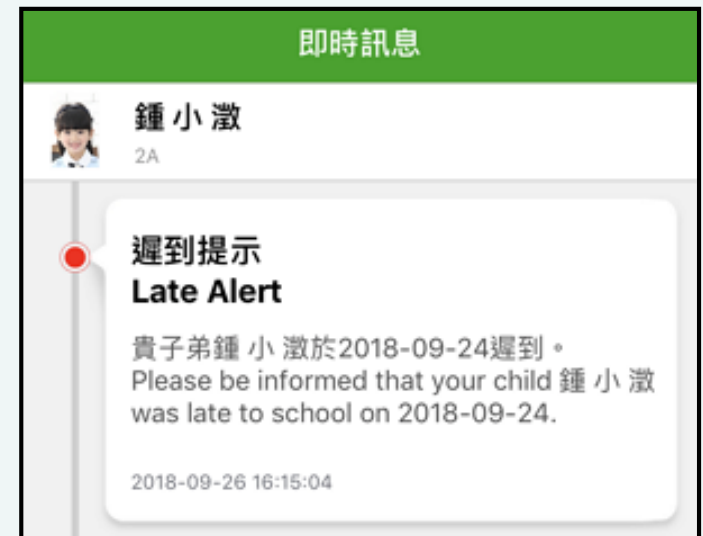 即時訊息
鍾 小 澂
2A
遲到提示
Late Alert
貴子弟鍾 小 澂於2018-09-24遲到。
Please be informed that your child 鍾 小 澂
was late to school on 2018-09-24.
2018-09-26 16:15:04